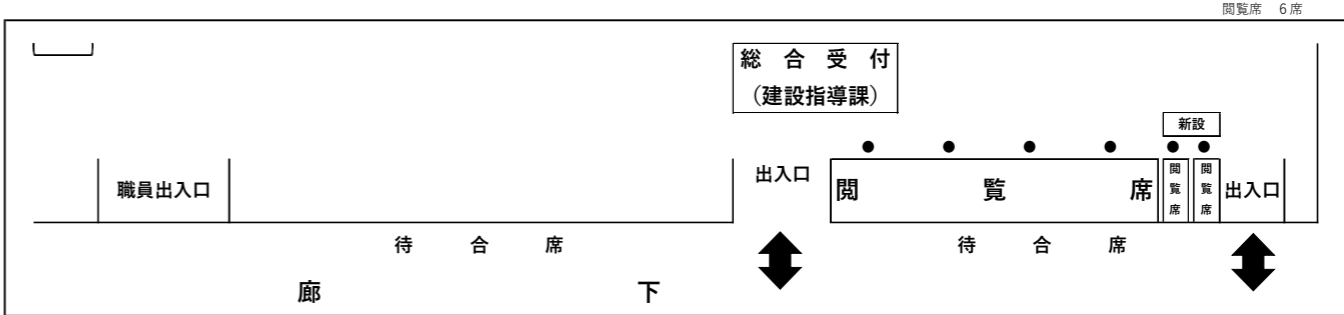 閲覧席 6席
総合受付
（建設指導課）
新設
職員出入口
出入口
閲覧席
閲覧席
閲覧席
出入口
待合席
待合席
廊下